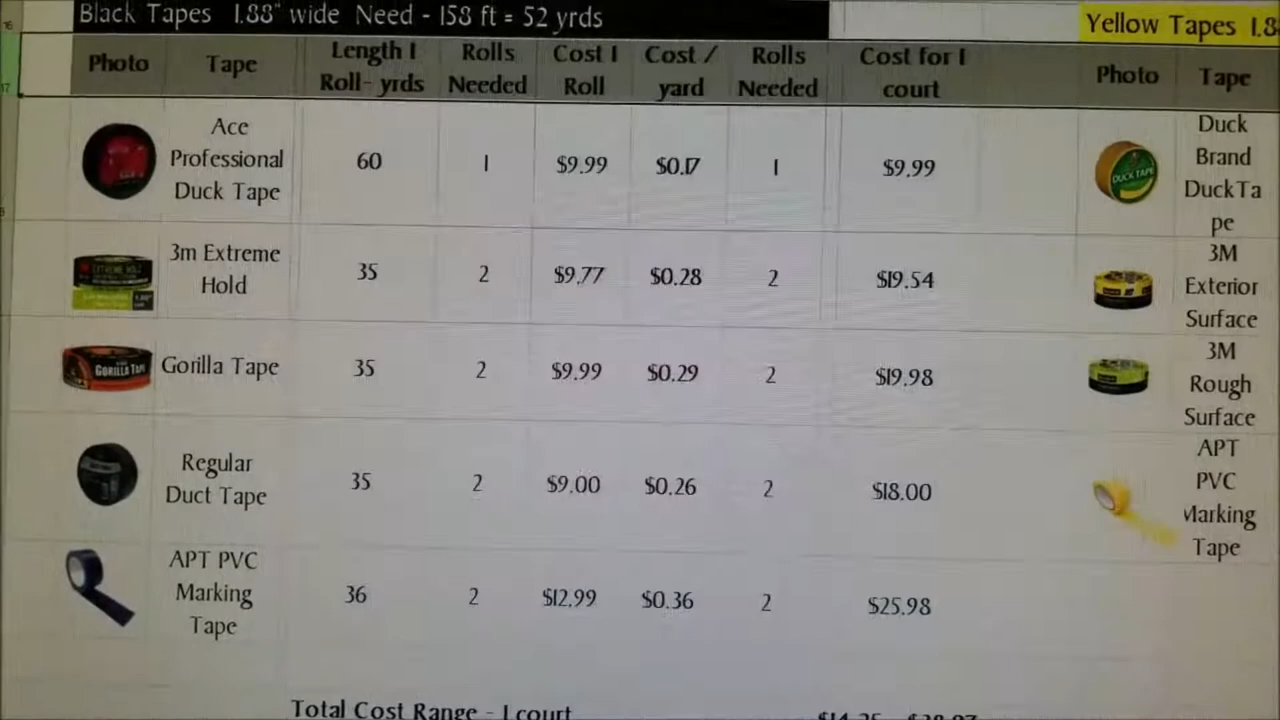 16
Black Tapes 1.88" wide Need - 158 ft = 52 yrds
Yellow Tapes 1.8
17
Photo Tape Length 1 Roll- yrds Rolls Needed Cost 1 Roll Cost / yard Rolls Needed Cost for 1 court Photo Tape
Ace Professional Duck Tape 60 1 $9.99 $0.17 1 $9.99 DUCK TAPE Duck Brand DuckTa pe
3m Extreme Hold 35 2 $9.77 $0.28 2 $19.54 3M Exterior Surface
GORILLA TAPE Gorilla Tape 35 2 $9.99 $0.29 2 $19.98 3M Rough Surface
Regular Duct Tape 35 2 $9.00 $0.26 2 $18.00 APT PVC Marking Tape
APT PVC Marking Tape 36 2 $12.99 $0.36 2 $25.98
Total Cost Range - 1 court